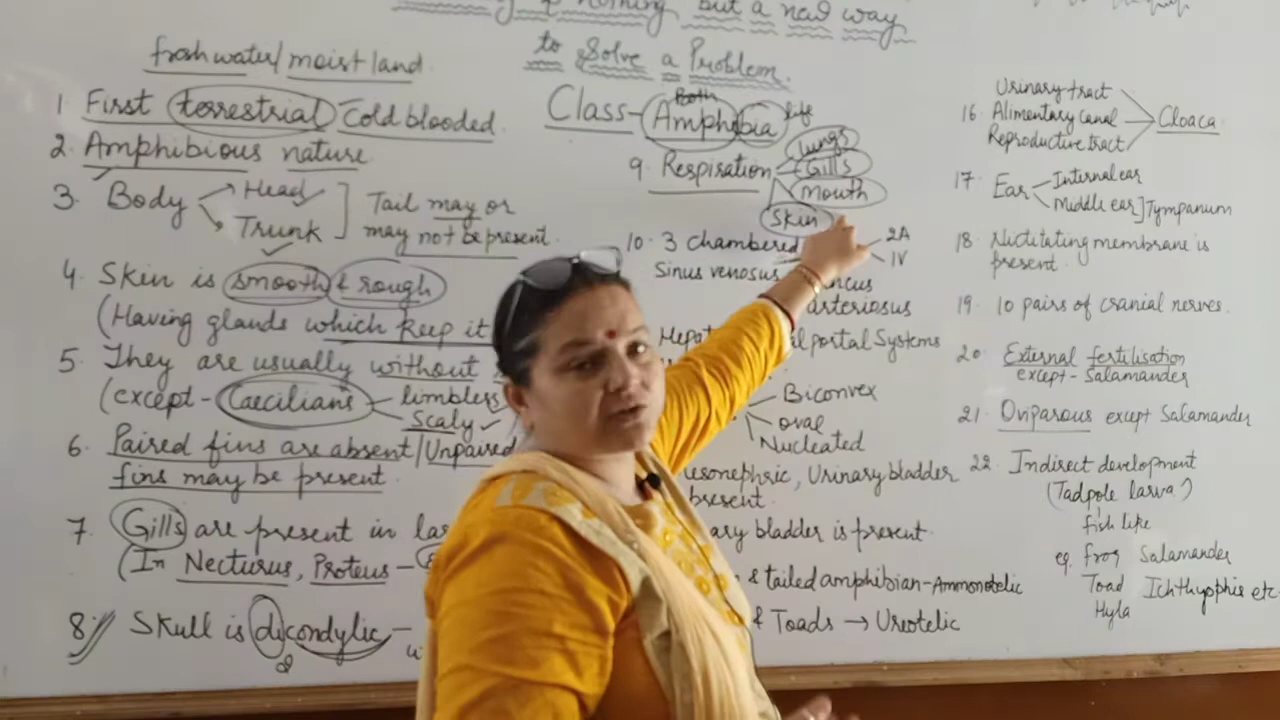 but a new way
to Solve a Problem.
fresh water/moist land.
Class-Amphibia
Both
life
1. First terrestrial Cold blooded.
2. Amphibious nature.
3. Body
Head
Trunk
Tail may or
may not be present.
4. Skin is smooth & rough
(Having glands which keep it
5. They are usually without
(except- Caecilians
limbless
Scaly
6. Paired fins are absent/Unpaired
fins may be present.
7. Gills are present in
(In Necturus, Proteus-
8. Skull is dicondylic-
9. Respiration
lungs
Gills
mouth
Skin
10. 3 chambered
2A
1V
Sinus venosus
arteriosus
portal Systems
Biconvex
oval
Nucleated
Urinary bladder
present.
bladder is present.
& tailed amphibian-Ammonotelic
& Toads → Ureotelic
16. Urinary tract
Alimentary canal
Reproductive tract
Cloaca
17. Ear
Internal ear
Middle ear] Tympanum
18. Nictitating membrane is
present.
19. 10 pairs of cranial nerves.
20. External fertilisation
except- Salamander
21. Oviparous except Salamander
22. Indirect development
(Tadpole larva)
fish like
eg. frog Salamander
Toad Ichthyophis etc
Hyla